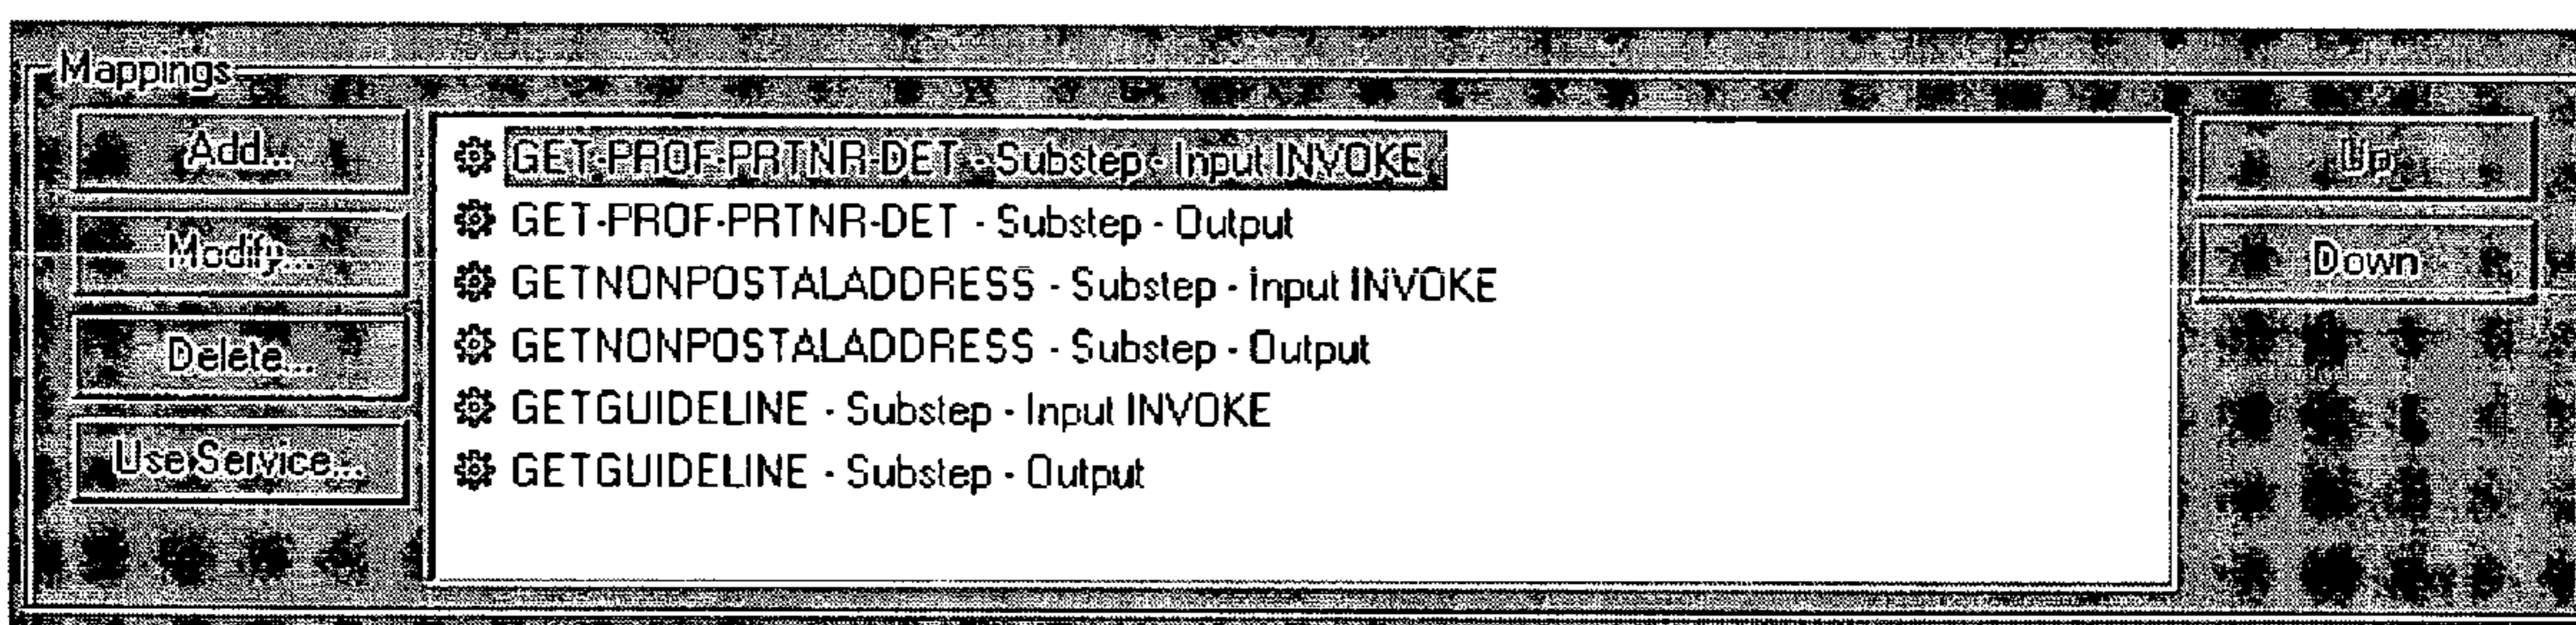 Mappings
Add...
Modify...
Delete...
Use Service...
GET-PROF-PRTNR-DET - Substep - Input INVOKE
GET-PROF-PRTNR-DET - Substep - Output
GETNONPOSTALADDRESS - Substep - Input INVOKE
GETNONPOSTALADDRESS - Substep - Output
GETGUIDELINE - Substep - Input INVOKE
GETGUIDELINE - Substep - Output
Up
Down